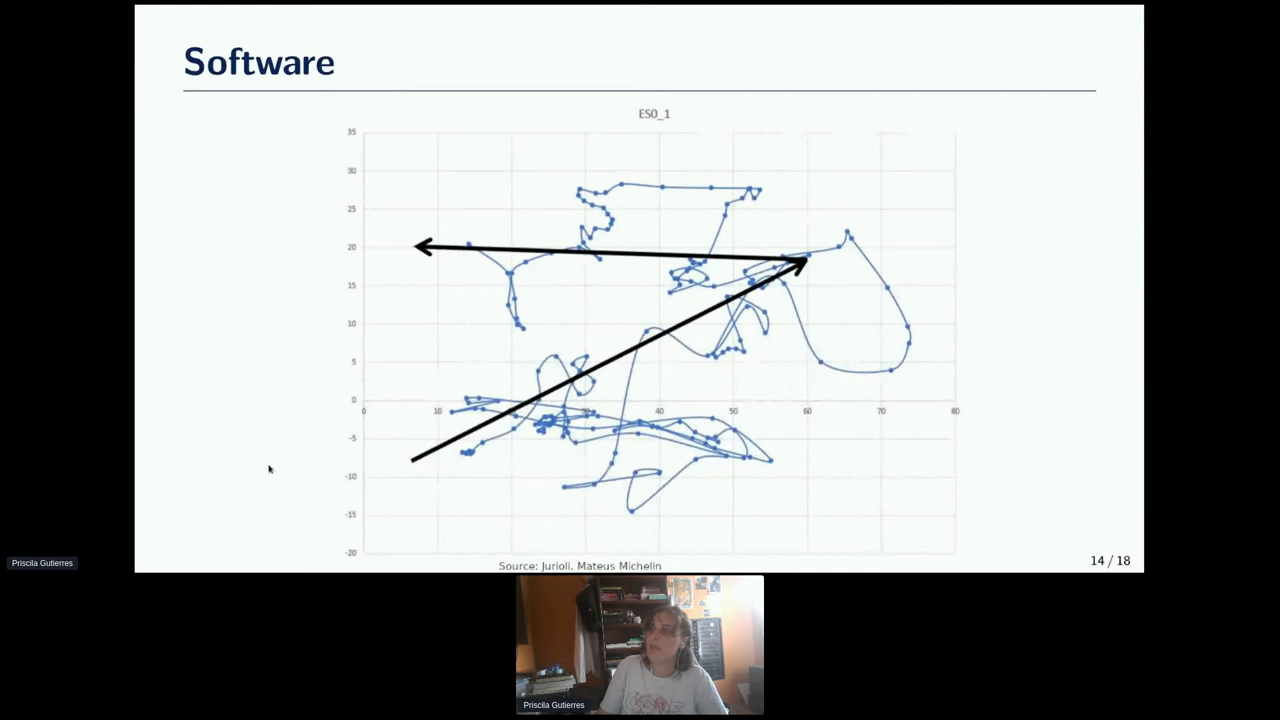 Software
ESO_1
35
30
25
20
15
10
5
0
0 10 20 30 40 50 60 70 80
-5
-10
-15
-20
Source: Jurioli, Mateus Michelin
14 / 18
Priscila Gutierres
Priscila Gutierres